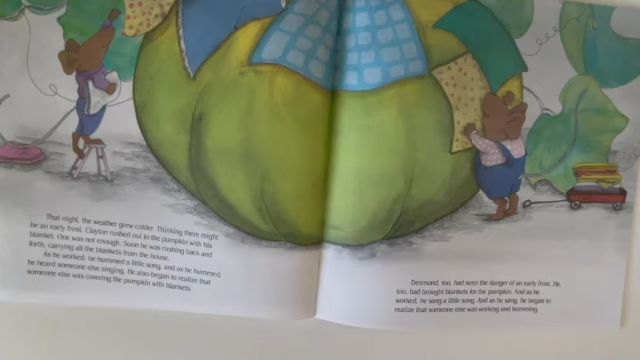 That night, the weather grew colder. Thinking there might
be an early frost, Clayton rushed out to the pumpkin with his
blanket. One was not enough. Soon he was rushing back and
forth, carrying all the blankets from the house.
As he worked, he hummed a little song, and as he hummed,
he heard someone else singing. He also began to realize that
someone else was covering the pumpkin with blankets.
Desmond, too, had seen the danger of an early frost. He,
too, had brought blankets for the pumpkin. And as he
worked, he sang a little song. And as he sang, he began to
realize that someone else was working and humming.